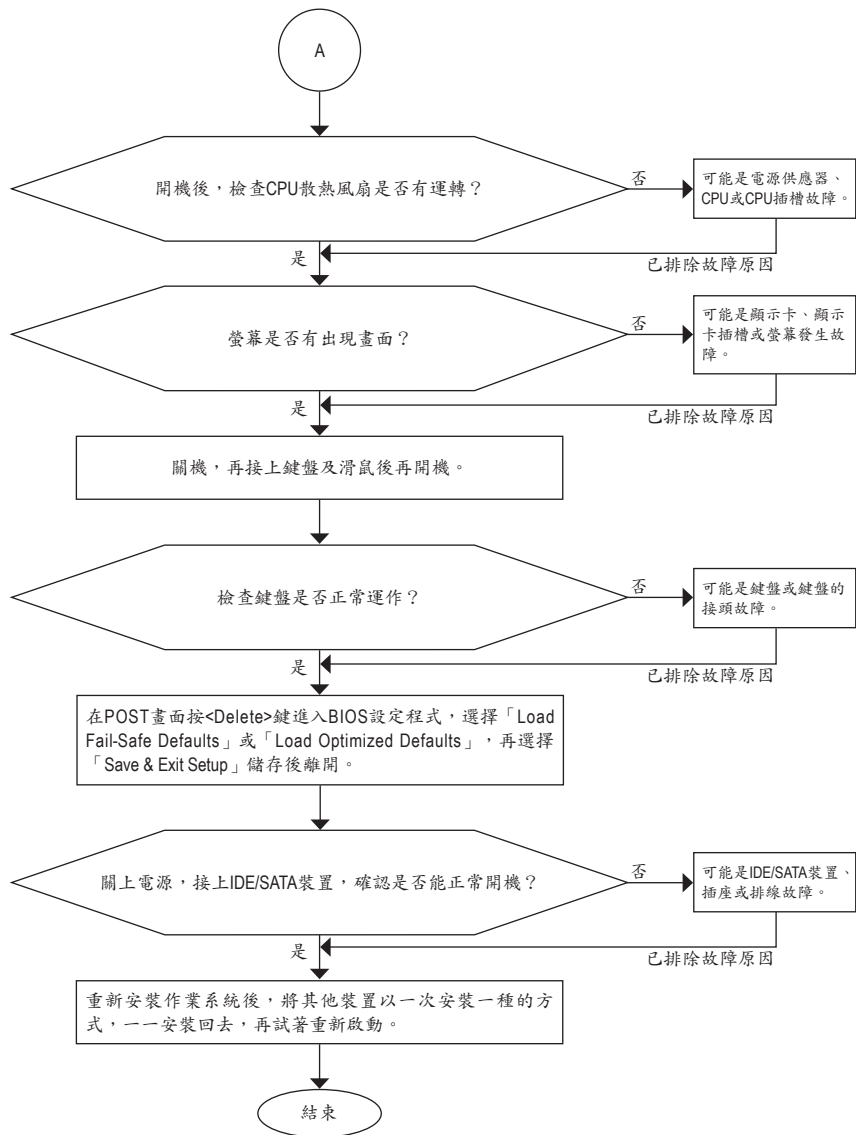 A
開機後，檢查CPU散熱風扇是否有運轉？
否
可能是電源供應器、
CPU或CPU插槽故障。
是
已排除故障原因
螢幕是否有出現畫面？
否
可能是顯示卡、顯示
卡插槽或螢幕發生故
障。
是
已排除故障原因
關機，再接上鍵盤及滑鼠後再開機。
檢查鍵盤是否正常運作？
否
可能是鍵盤或鍵盤的
接頭故障。
是
已排除故障原因
在POST畫面按<Delete>鍵進入BIOS設定程式，選擇「Load
Fail-Safe Defaults」或「Load Optimized Defaults」，再選擇
「Save & Exit Setup」儲存後離開。
關上電源，接上IDE/SATA裝置，確認是否能正常開機？
否
可能是IDE/SATA裝置、
插座或排線故障。
是
已排除故障原因
重新安裝作業系統後，將其他裝置以一次安裝一種的方
式，一一安裝回去，再試著重新啟動。
結束